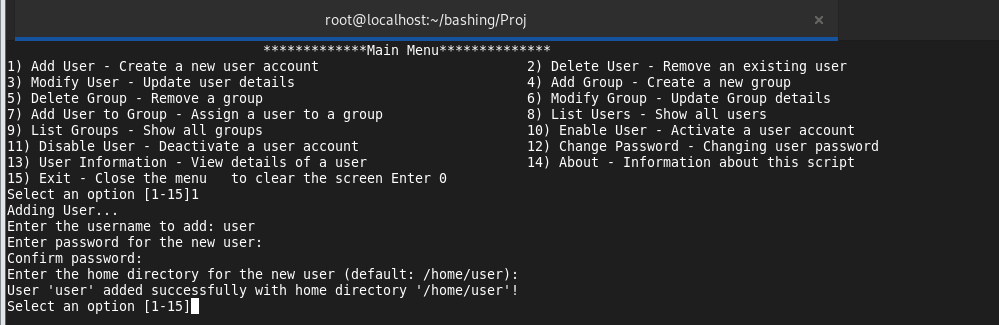 root@localhost:~/bashing/Proj ×
*************Main Menu**************
1) Add User - Create a new user account 2) Delete User - Remove an existing user
3) Modify User - Update user details 4) Add Group - Create a new group
5) Delete Group - Remove a group 6) Modify Group - Update Group details
7) Add User to Group - Assign a user to a group 8) List Users - Show all users
9) List Groups - Show all groups 10) Enable User - Activate a user account
11) Disable User - Deactivate a user account 12) Change Password - Changing user password
13) User Information - View details of a user 14) About - Information about this script
15) Exit - Close the menu   to clear the screen Enter 0
Select an option [1-15]1
Adding User...
Enter the username to add: user
Enter password for the new user:
Confirm password:
Enter the home directory for the new user (default: /home/user):
User 'user' added successfully with home directory '/home/user'!
Select an option [1-15]